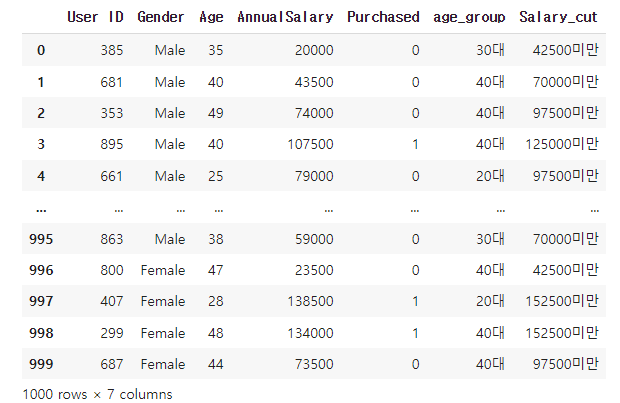 User ID Gender Age AnnualSalary Purchased age_group Salary_cut
0 385 Male 35 20000 0 30대 42500미만
1 681 Male 40 43500 0 40대 70000미만
2 353 Male 49 74000 0 40대 97500미만
3 895 Male 40 107500 1 40대 125000미만
4 661 Male 25 79000 0 20대 97500미만
... ... ... ... ... ... ... ...
995 863 Male 38 59000 0 30대 70000미만
996 800 Female 47 23500 0 40대 42500미만
997 407 Female 28 138500 1 20대 152500미만
998 299 Female 48 134000 1 40대 152500미만
999 687 Female 44 73500 0 40대 97500미만
1000 rows × 7 columns